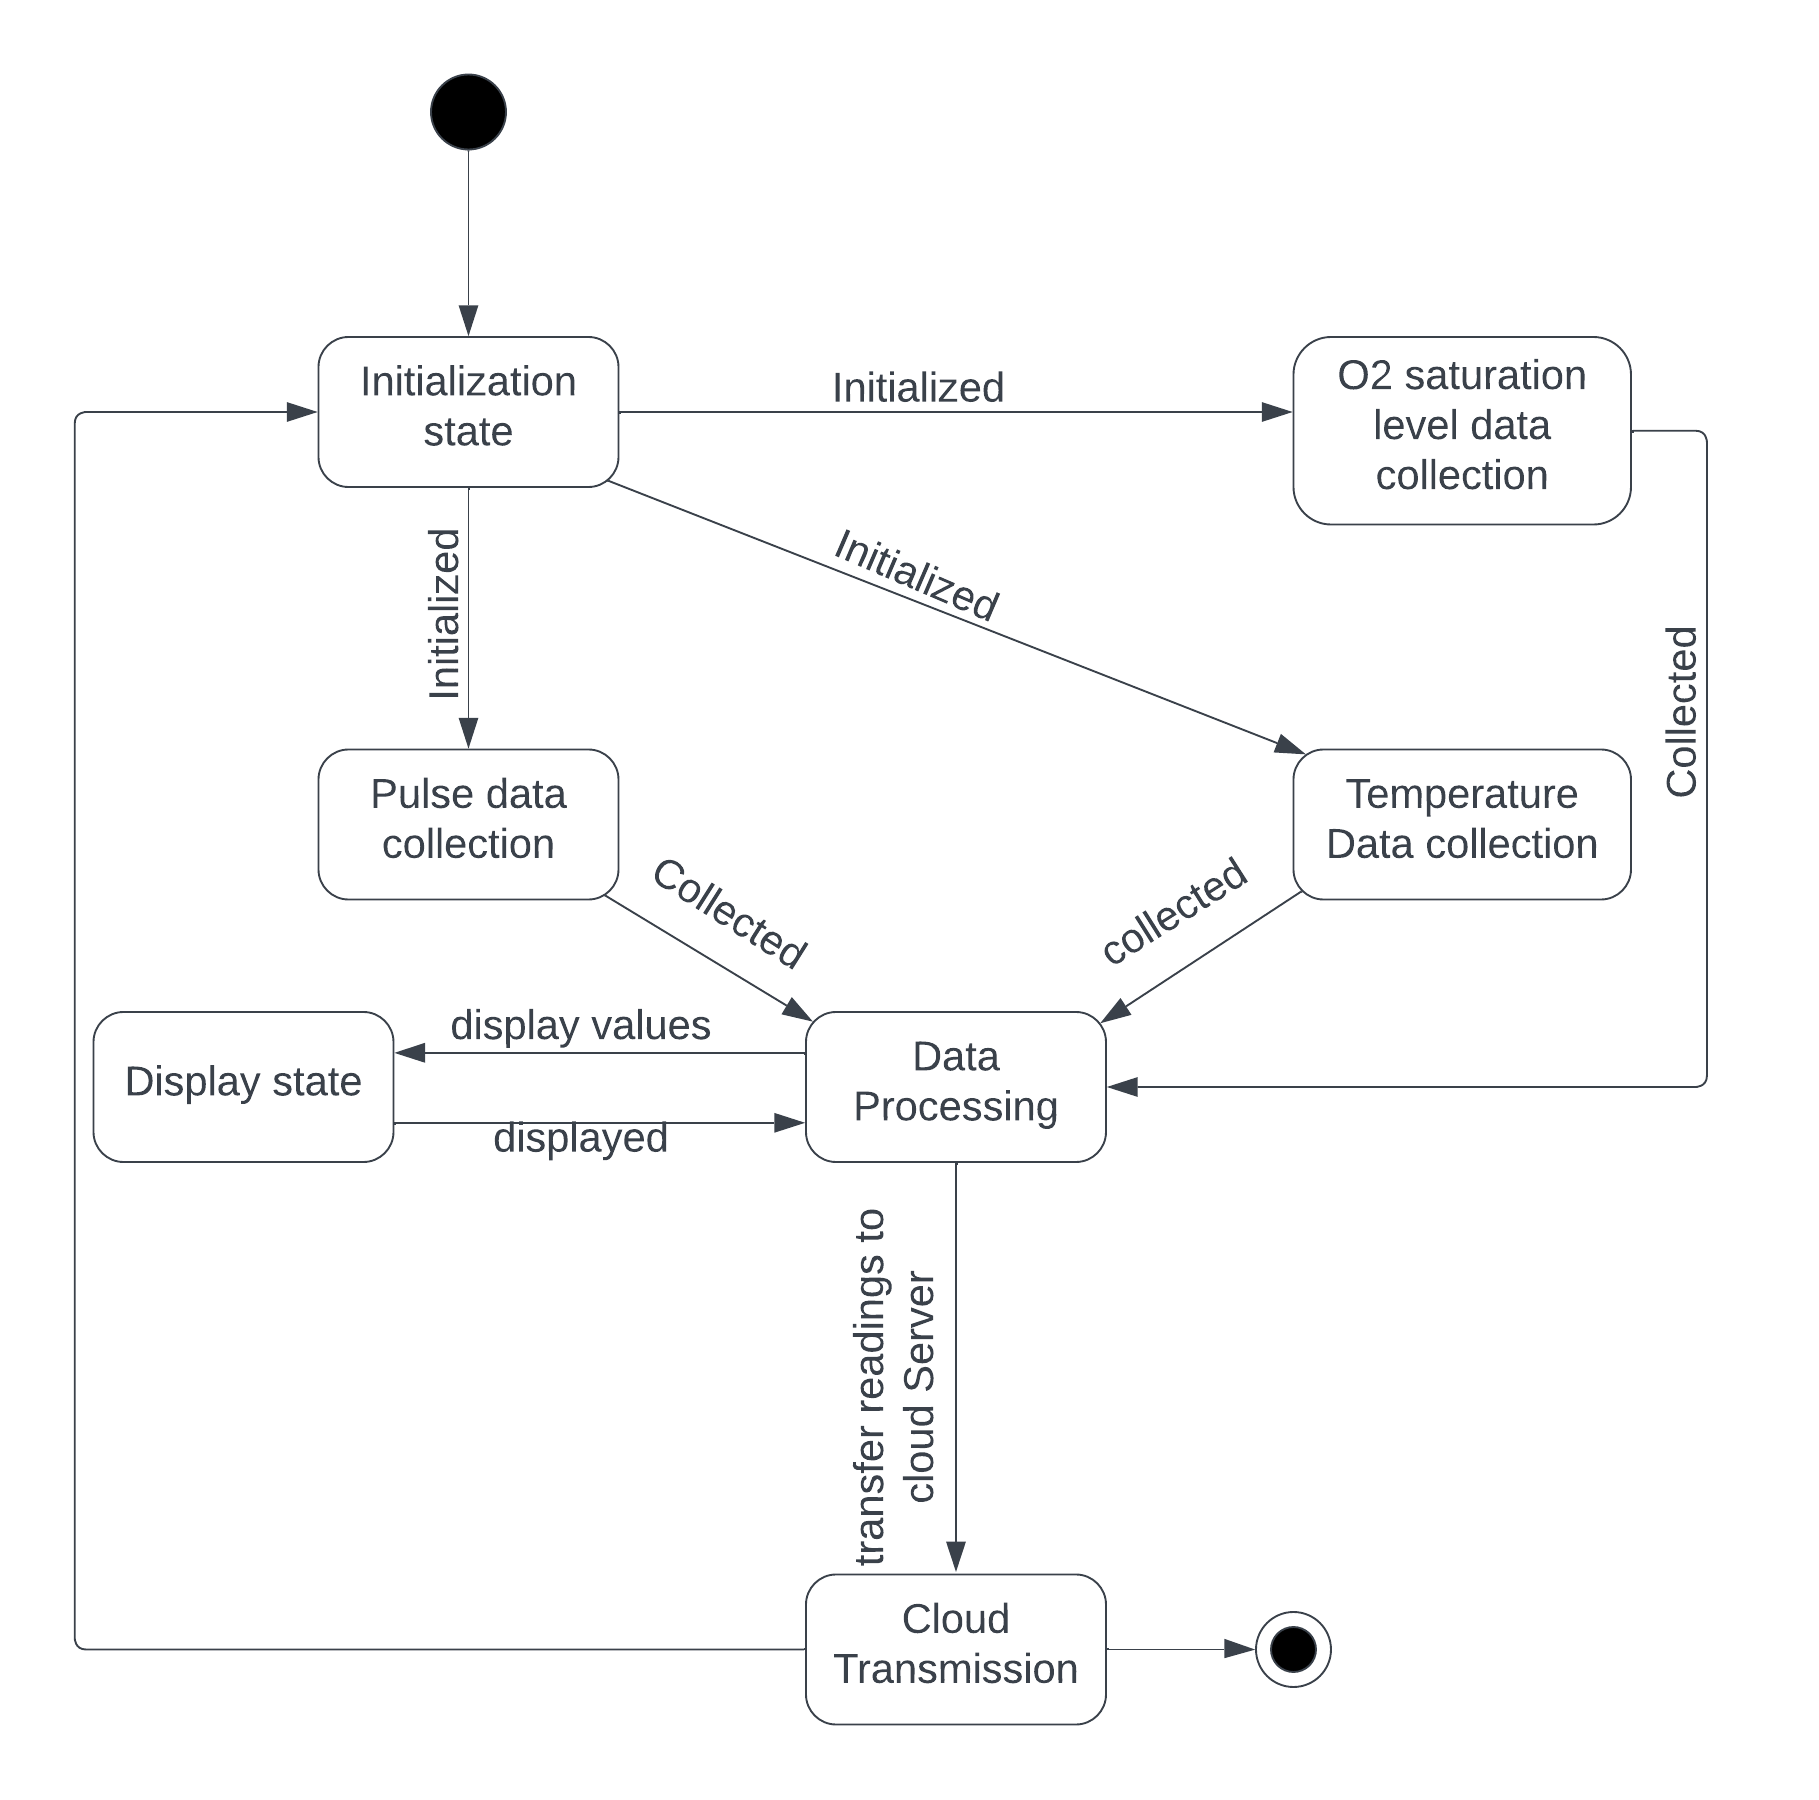 Initialization
state
Initialized
O2 saturation
level data
collection
Initialized
Initialized
Collected
Pulse data
collection
Temperature
Data collection
Collected
collected
display values
Display state
displayed
Data
Processing
transfer readings to
cloud Server
Cloud
Transmission